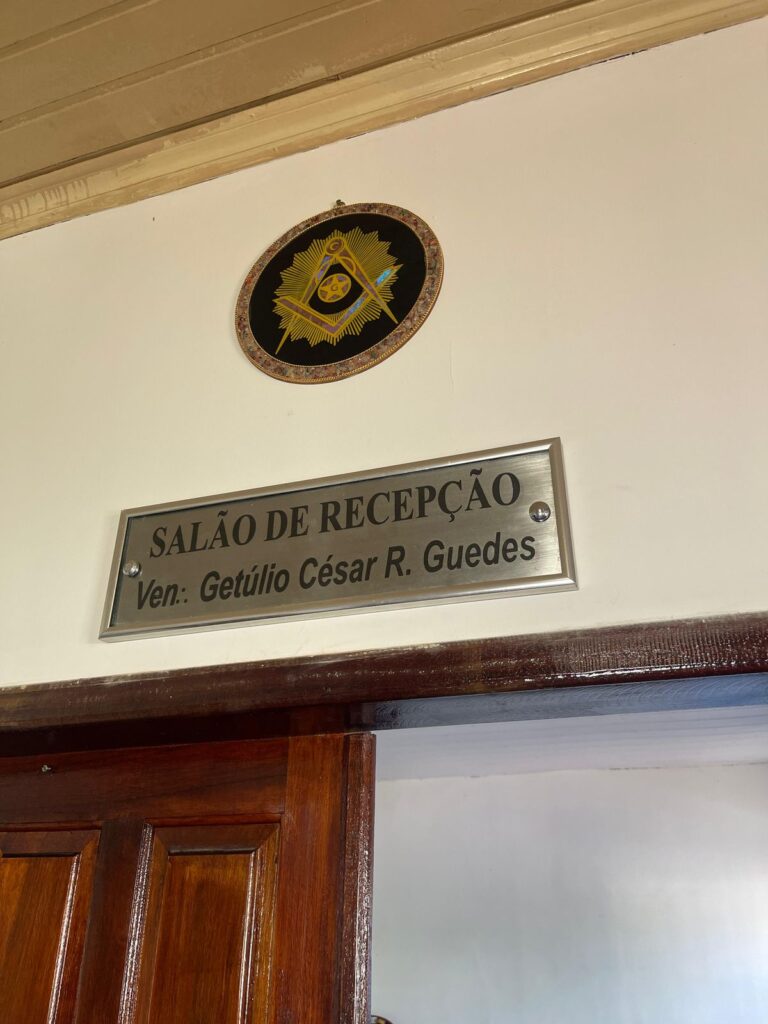 SALÃO DE RECEPÇÃO
Ven.: Getúlio César R. Guedes